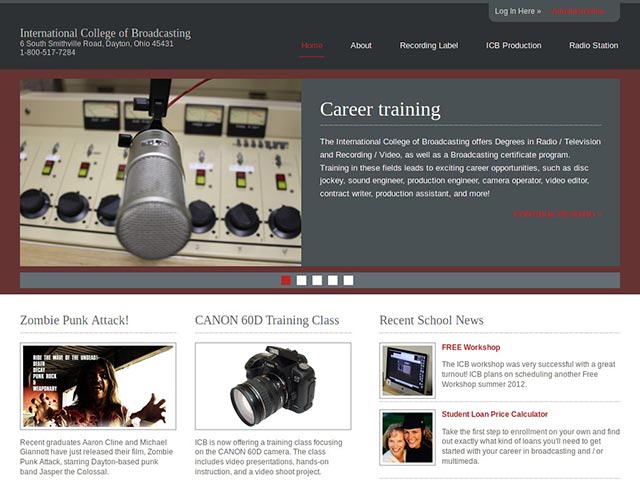 Log In Here »
International College of Broadcasting
6 South Smithville Road, Dayton, Ohio 45431
1-800-517-7284
Home About Recording Label ICB Production Radio Station
Career training
The International College of Broadcasting offers Degrees in Radio / Television
and Recording / Video, as well as a Broadcasting certificate program.
Training in these fields leads to exciting career opportunities, such as disc
jockey, sound engineer, production engineer, camera operator, video editor,
contract writer, production assistant, and more!
Zombie Punk Attack!
RIDE THE WAVE OF THE UNDEAD
DEATH
DECAY
PUNK ROCK
&
WEAPONRY
Recent graduates Aaron Cline and Michael
Giannott have just released their film, Zombie
Punk Attack, starring Dayton-based punk
band Jasper the Colossal.
CANON 60D Training Class
ICB is now offering a training class focusing
on the CANON 60D camera. The class
includes video presentations, hands-on
instruction, and a video shoot project.
Recent School News
FREE Workshop
The ICB workshop was very successful with a great
turnout! ICB plans on scheduling another Free
Workshop summer 2012.
Student Loan Price Calculator
Take the first step to enrollment on your own and find
out exactly what kind of loans you'll need to get
started with your career in broadcasting and / or
multimeda.